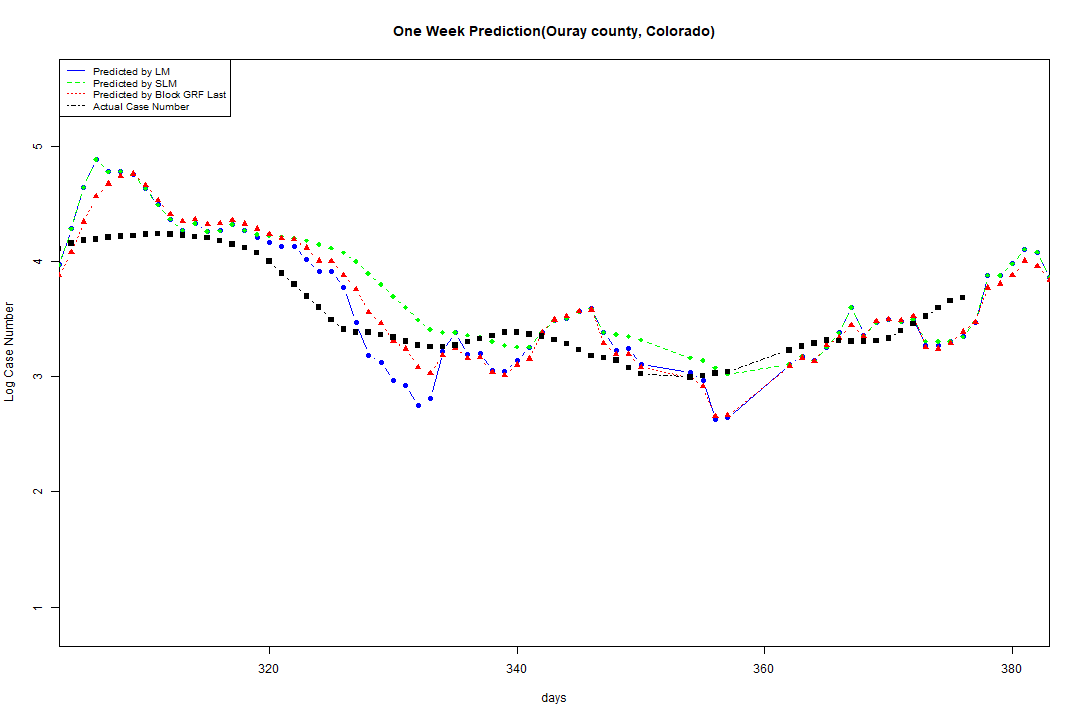 One Week Prediction(Ouray county, Colorado)
Predicted by LM
Predicted by SLM
Predicted by Block GRF Last
Actual Case Number
5
4
3
2
1
Log Case Number
320
340
360
380
days